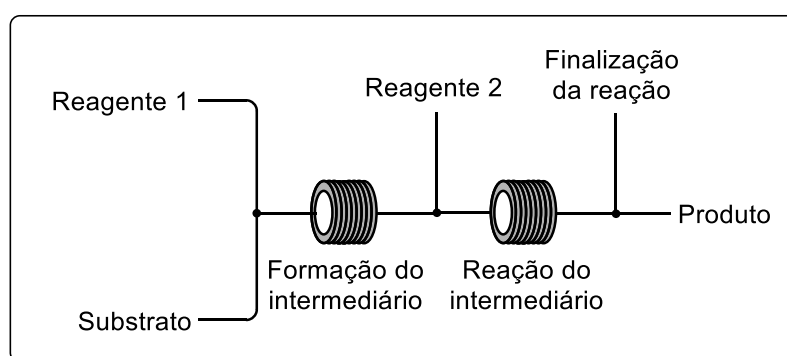 Finalização
da reação
Reagente 2
Reagente 1
Produto
Formação do
intermediário
Reação do
intermediário
Substrato